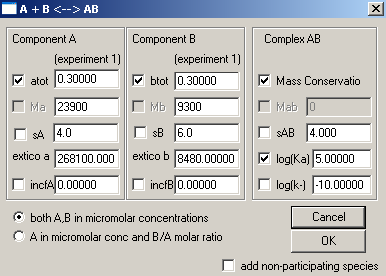 A + B <--> AB
Component A
Component B
Complex AB
(experiment 1)
(experiment 1)
atot 0.30000
btot 0.30000
Mass Conservatio
Ma 23900
Mb 9300
Mab 0
sA 4.0
sB 6.0
sAB 4.000
extico a 268100.000
extico b 8480.00000
log(Ka) 5.00000
incfA 0.00000
incfB 0.00000
log(k-) -10.00000
both A,B in micromolar concentrations
Cancel
A in micromolar conc and B/A molar ratio
OK
add non-participating species